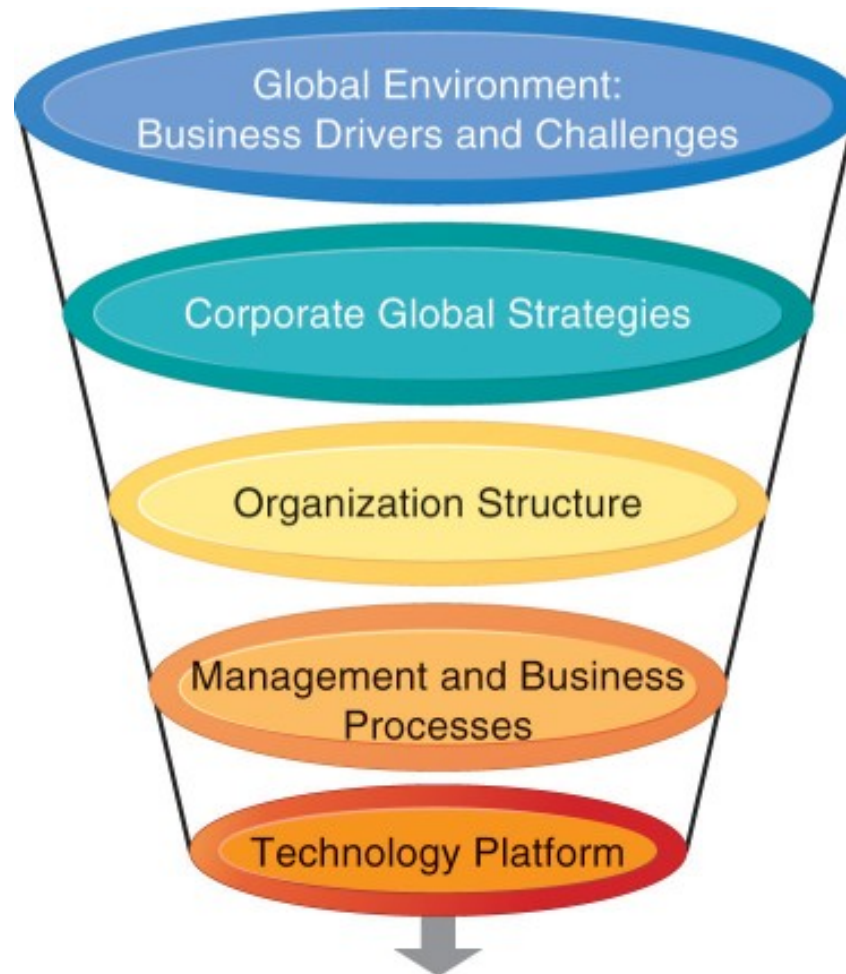 Global Environment:
Business Drivers and Challenges
Corporate Global Strategies
Organization Structure
Management and Business
Processes
Technology Platform